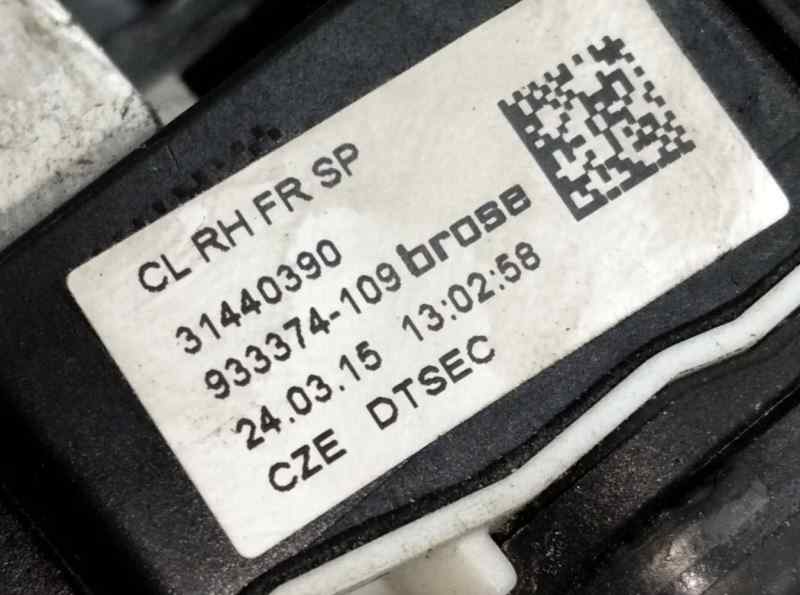 CL RH FR SP
31440390
933374-109 brose
24.03.15 13:02:58
CZE DTSEC